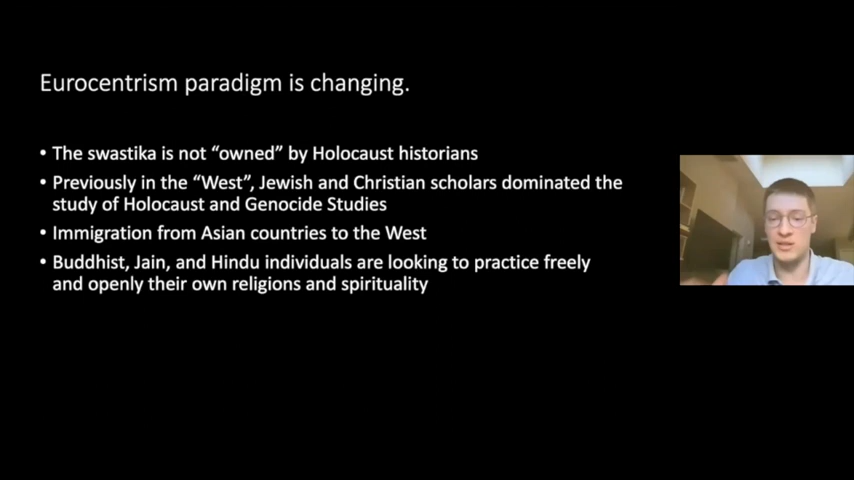 Eurocentrism paradigm is changing.
• The swastika is not “owned” by Holocaust historians
• Previously in the “West”, Jewish and Christian scholars dominated the
study of Holocaust and Genocide Studies
• Immigration from Asian countries to the West
• Buddhist, Jain, and Hindu individuals are looking to practice freely
and openly their own religions and spirituality